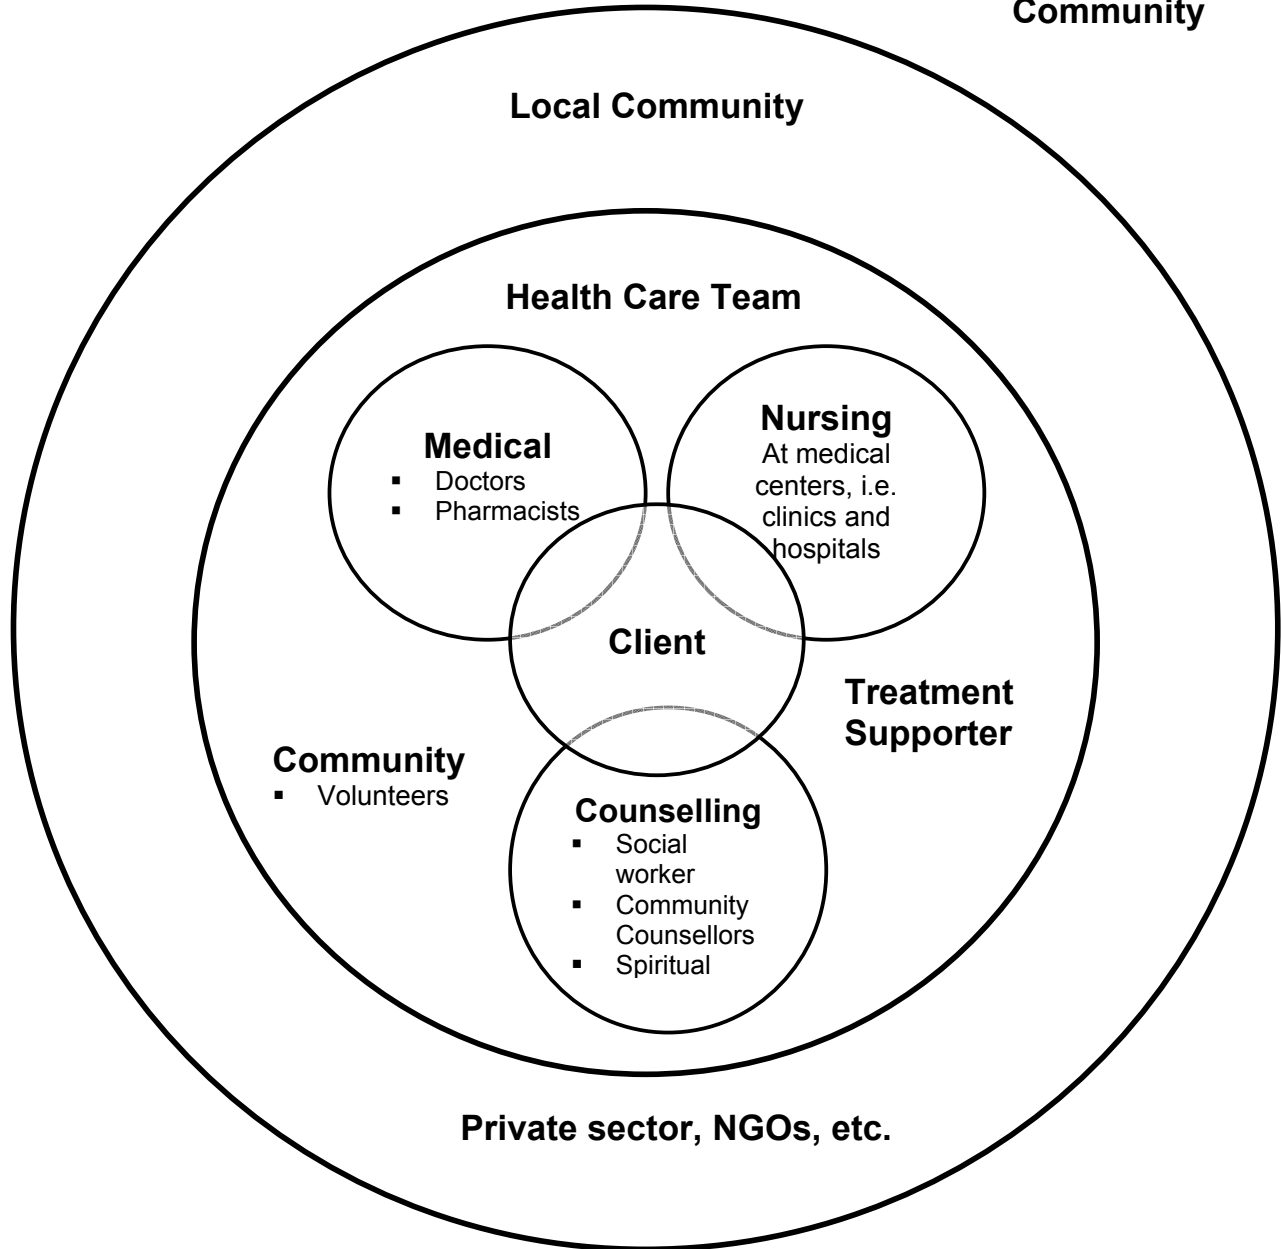 Community
Local Community
Health Care Team
Medical
▪ Doctors
▪ Pharmacists
Nursing
At medical
centers, i.e.
clinics and
hospitals
Client
Treatment
Supporter
Community
▪ Volunteers
Counselling
▪ Social
worker
▪ Community
Counsellors
▪ Spiritual
Private sector, NGOs, etc.